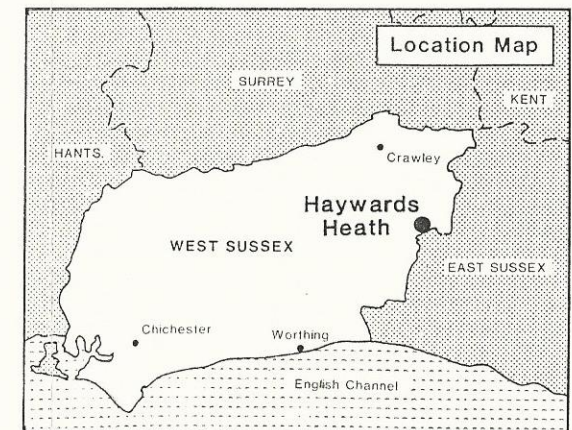 Location Map
SURREY
KENT
HANTS.
Crawley
Haywards
Heath
WEST SUSSEX
EAST SUSSEX
Chichester
Worthing
English Channel